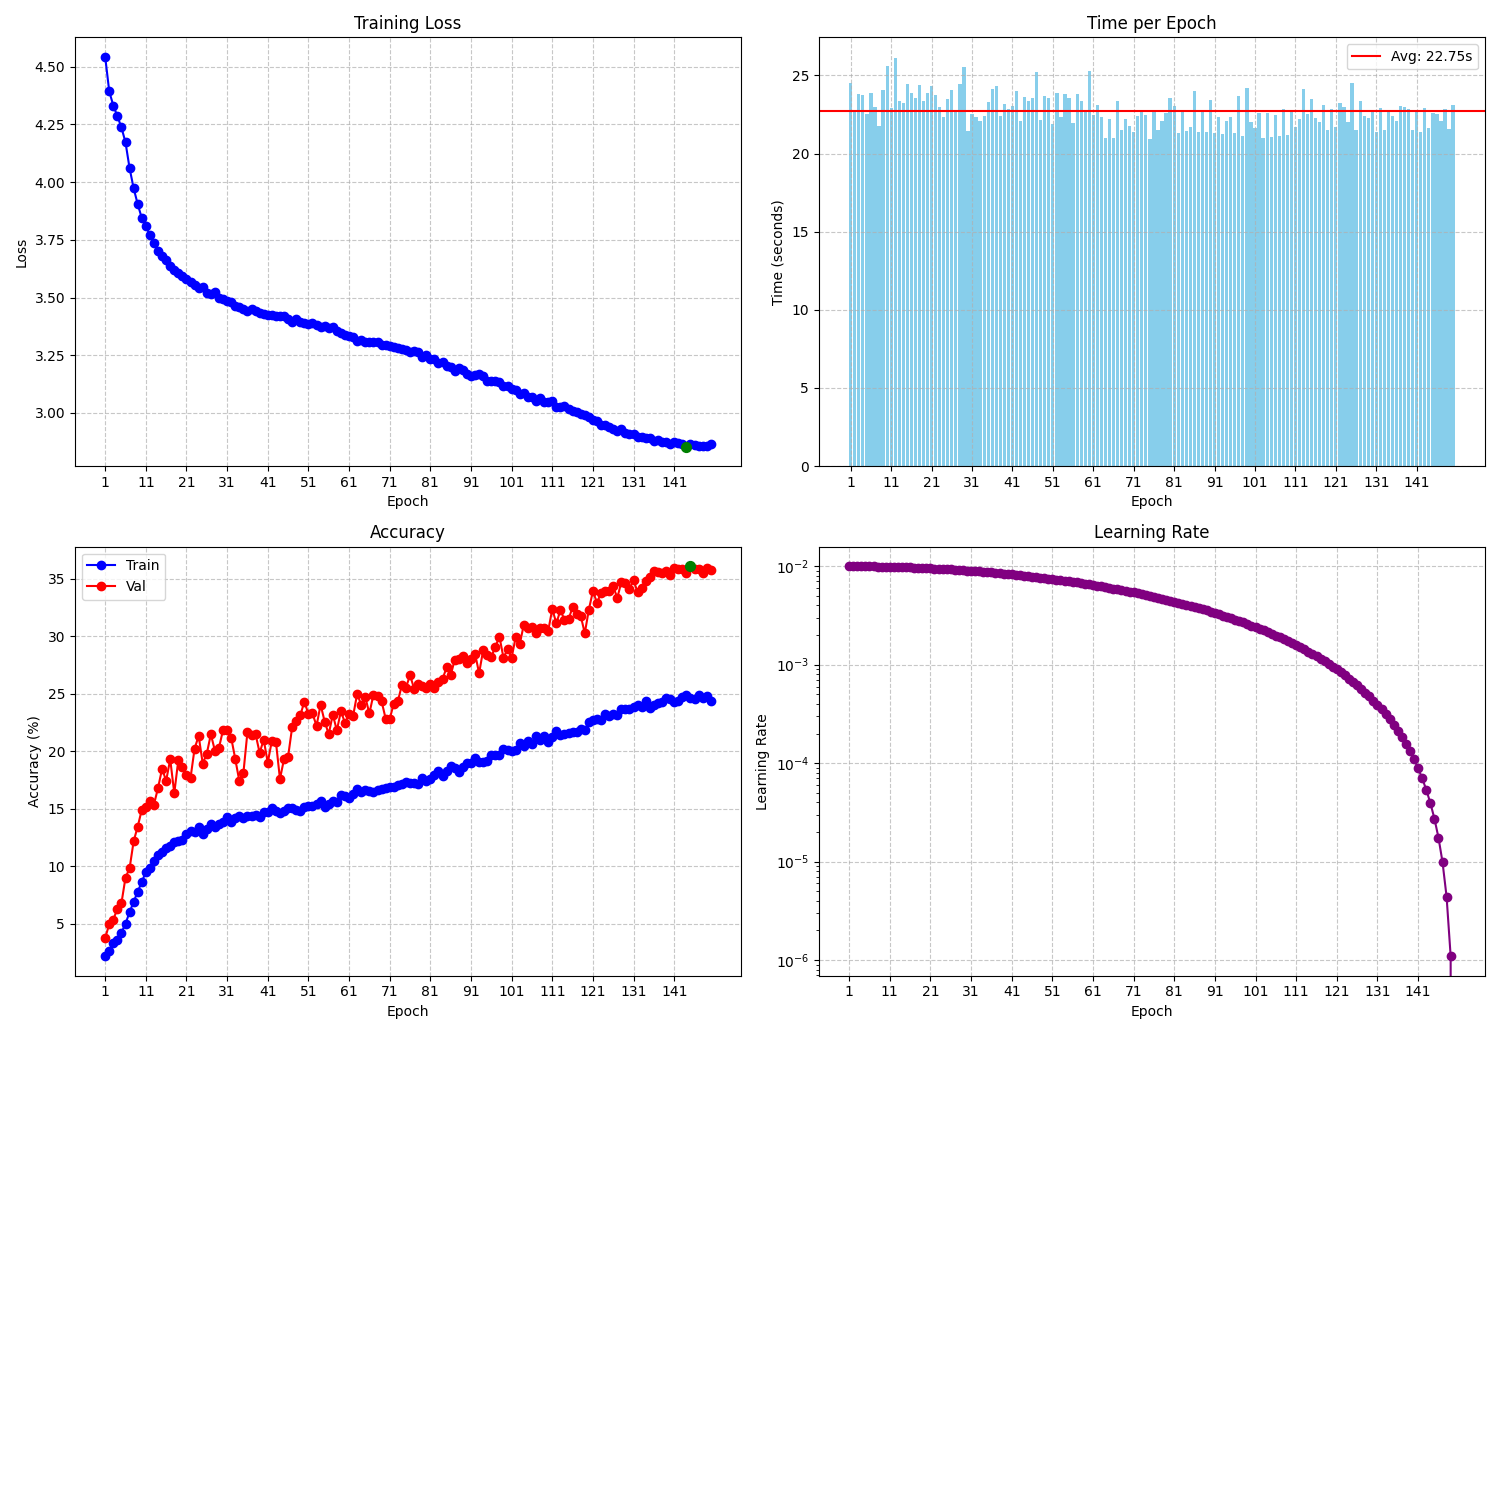 Training Loss
4.50
4.25
4.00
3.75
3.50
3.25
3.00
Loss
1 11 21 31 41 51 61 71 81 91 101 111 121 131 141
Epoch
Time per Epoch
Avg: 22.75s
25
20
15
10
5
0
Time (seconds)
1 11 21 31 41 51 61 71 81 91 101 111 121 131 141
Epoch
Accuracy
Train
Val
35
30
25
20
15
10
5
Accuracy (%)
1 11 21 31 41 51 61 71 81 91 101 111 121 131 141
Epoch
Learning Rate
10⁻²
10⁻³
10⁻⁴
10⁻⁵
10⁻⁶
Learning Rate
1 11 21 31 41 51 61 71 81 91 101 111 121 131 141
Epoch